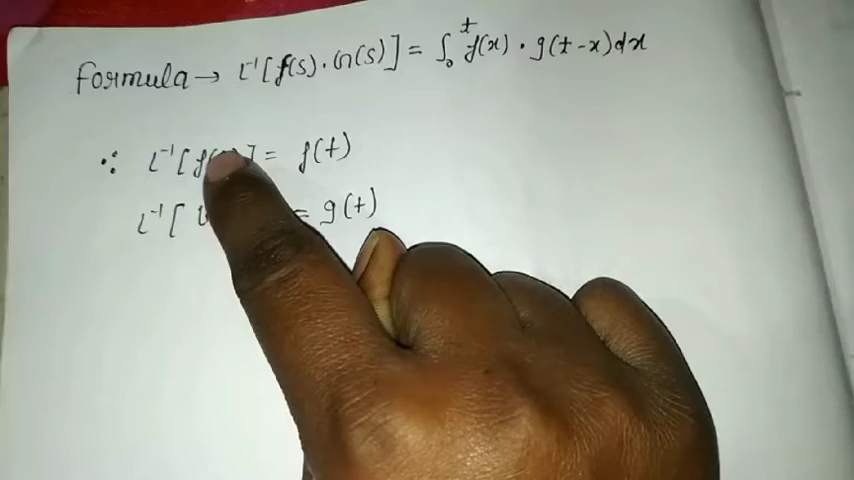 Formula → L⁻¹[f(s)·G(s)] = ∫₀ᵗ f(x)·g(t-x)dx
∴ L⁻¹[f ] = f(t)
L⁻¹[ = g(t)